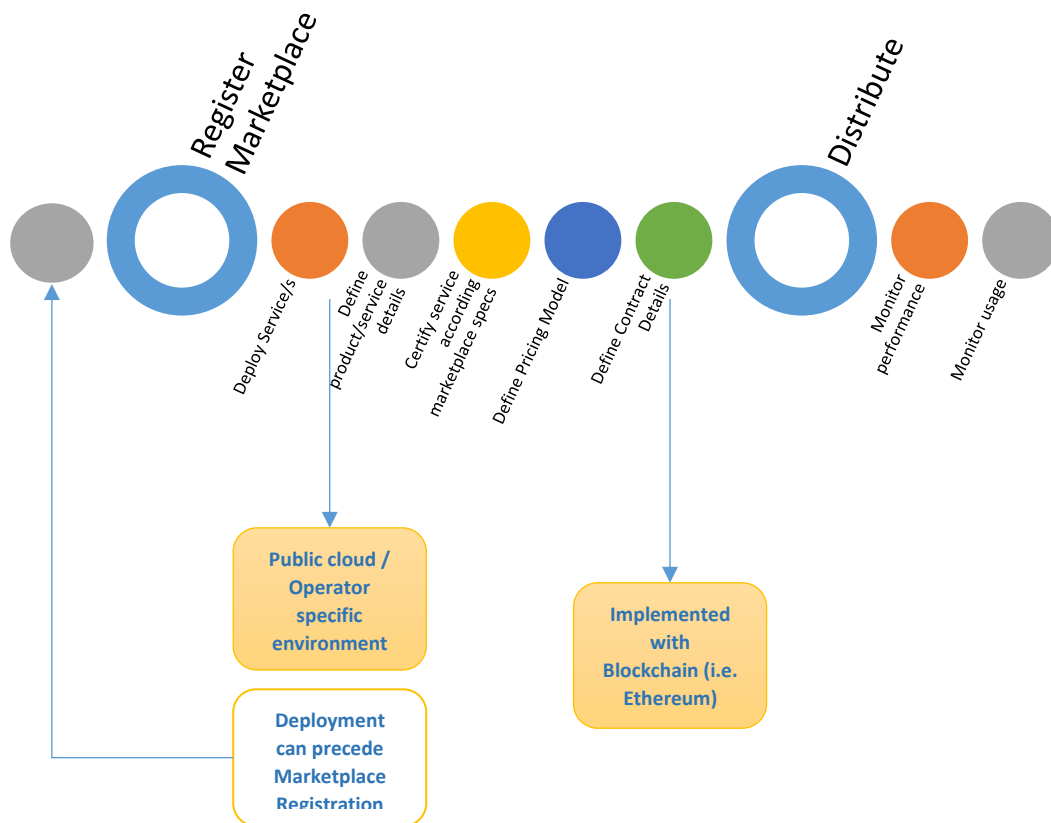 Register
Marketplace
Distribute
Deploy Service/s
Define
product/service
details
Certify service
according
marketplace specs
Define Pricing Model
Define Contract
Details
Monitor
performance
Monitor usage
Public cloud /
Operator
specific
environment
Implemented
with
Blockchain (i.e.
Ethereum)
Deployment
can precede
Marketplace
Registration